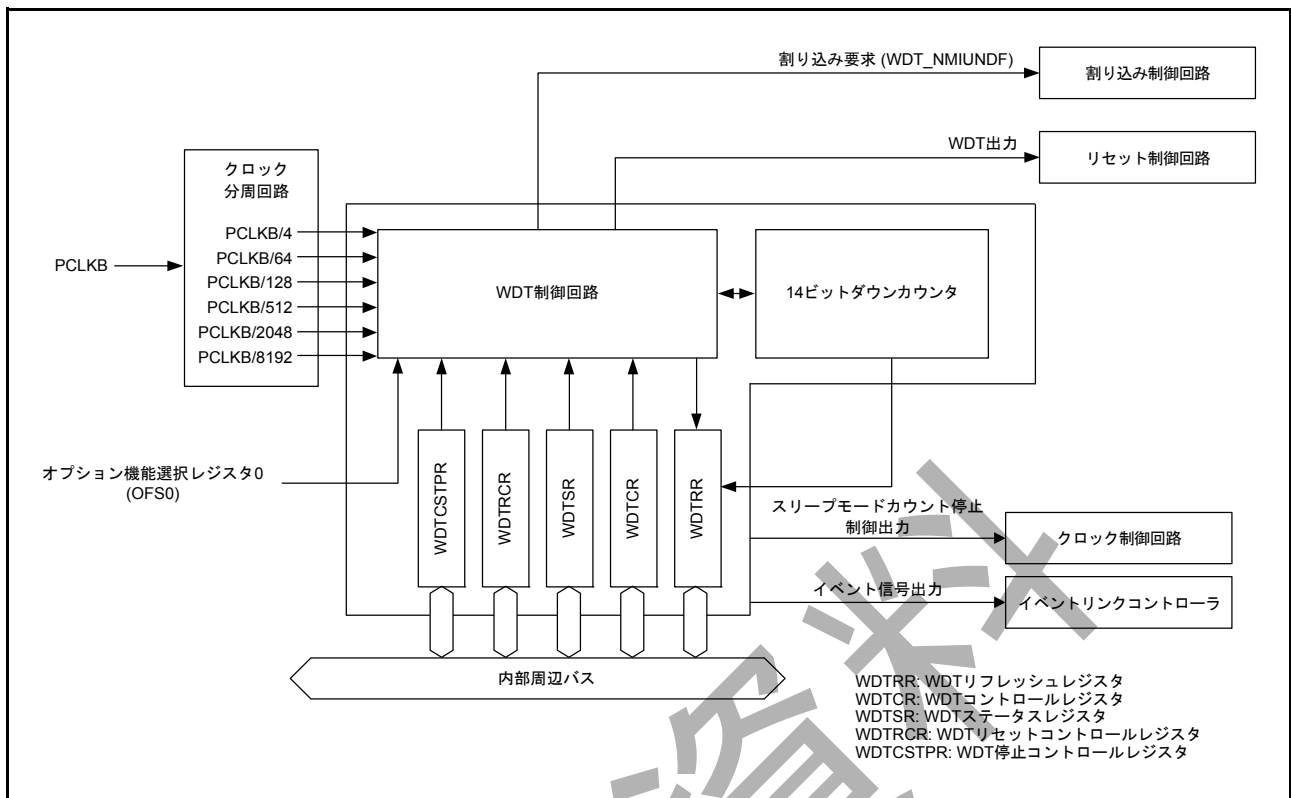 割り込み要求 (WDT_NMIUNDF)
割り込み制御回路
WDT出力
リセット制御回路
クロック
分周回路
PCLKB
PCLKB/4
PCLKB/64
PCLKB/128
PCLKB/512
PCLKB/2048
PCLKB/8192
WDT制御回路
14ビットダウンカウンタ
オプション機能選択レジスタ0
(OFS0)
WDTCSTPR
WDTRCR
WDTSR
WDTCR
WDTRR
スリープモードカウント停止
制御出力
クロック制御回路
イベント信号出力
イベントリンクコントローラ
内部周辺バス
WDTRR: WDTリフレッシュレジスタ
WDTCR: WDTコントロールレジスタ
WDTSR: WDTステータスレジスタ
WDTRCR: WDTリセットコントロールレジスタ
WDTCSTPR: WDT停止コントロールレジスタ
資料